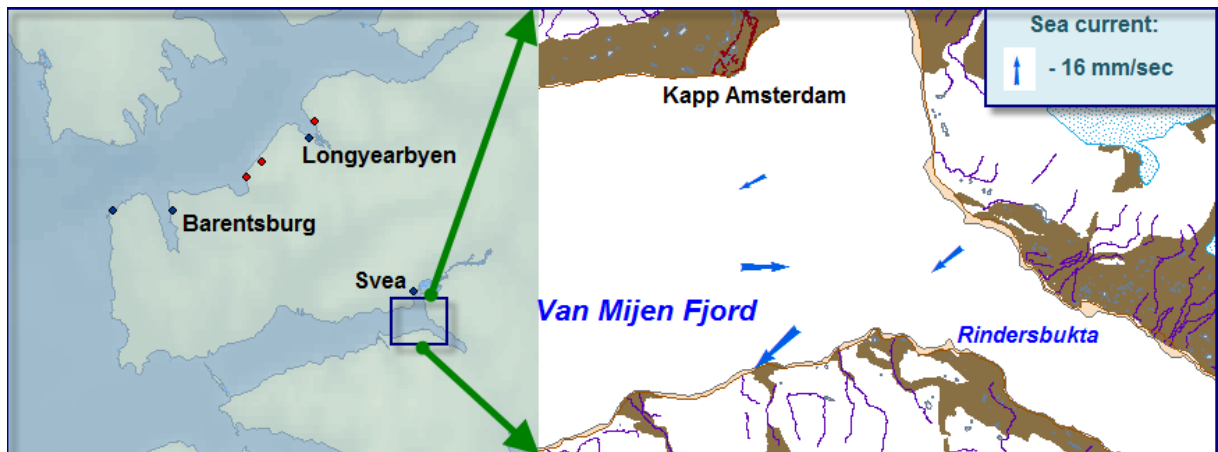 Sea current:
- 16 mm/sec
Kapp Amsterdam
Longyearbyen
Barentsburg
Svea
Van Mijen Fjord
Rindersbukta